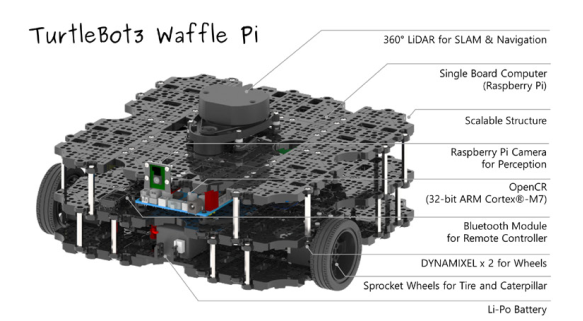 TurtleBot3 Waffle Pi
360° LiDAR for SLAM & Navigation
Single Board Computer
(Raspberry Pi)
Scalable Structure
Raspberry Pi Camera
for Perception
OpenCR
(32-bit ARM Cortex®-M7)
Bluetooth Module
for Remote Controller
DYNAMIXEL x 2 for Wheels
Sprocket Wheels for Tire and Caterpillar
Li-Po Battery